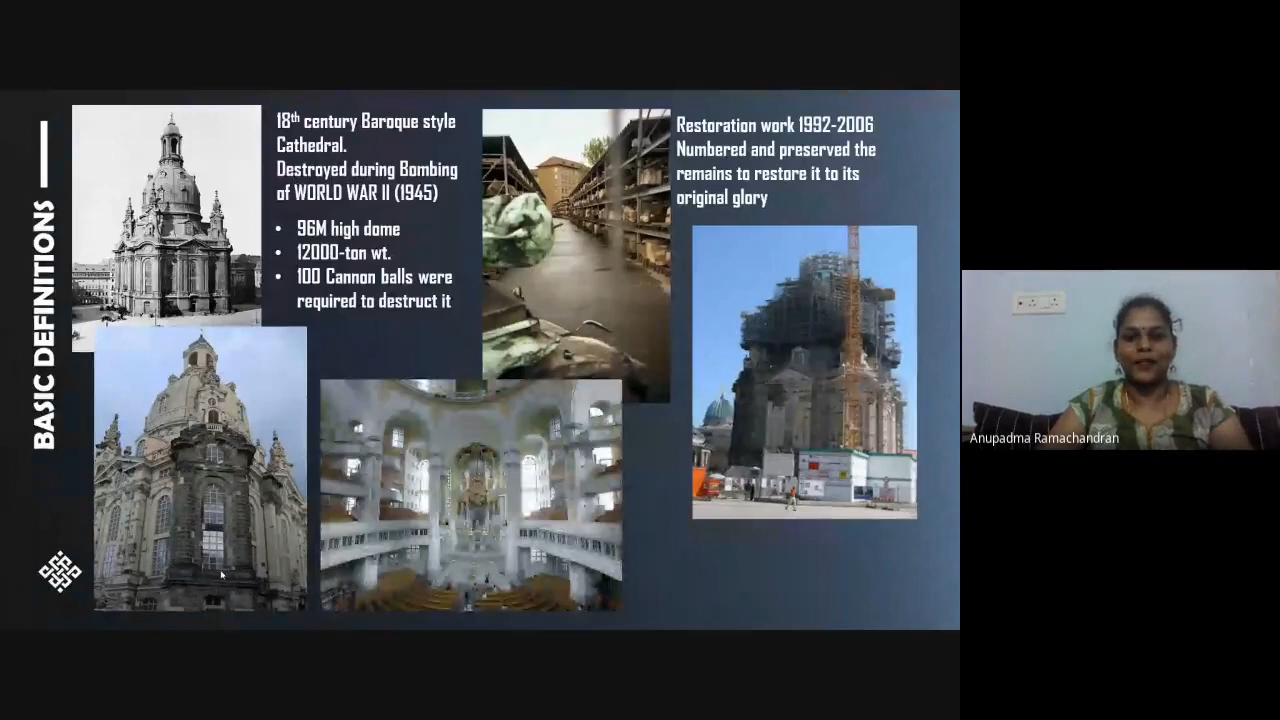 BASIC DEFINITIONS
18th century Baroque style
Cathedral.
Destroyed during Bombing
of WORLD WAR II (1945)
• 96M high dome
• 12000-ton wt.
• 100 Cannon balls were
required to destruct it
Restoration work 1992-2006
Numbered and preserved the
remains to restore it to its
original glory
Anupadma Ramachandran